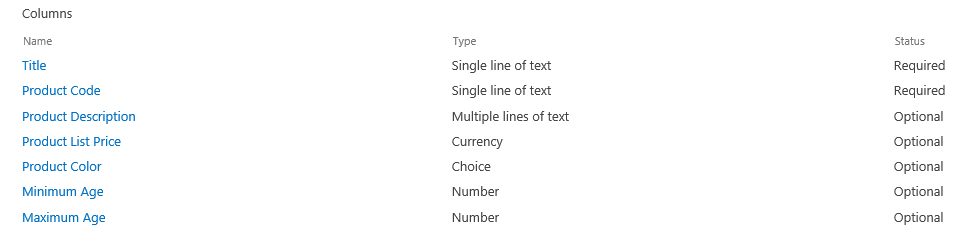 Columns
Name Type Status
Title Single line of text Required
Product Code Single line of text Required
Product Description Multiple lines of text Optional
Product List Price Currency Optional
Product Color Choice Optional
Minimum Age Number Optional
Maximum Age Number Optional